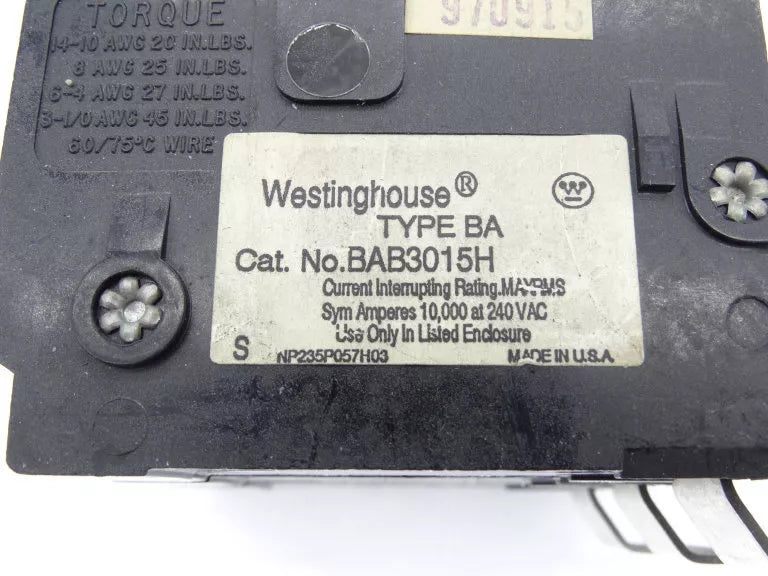 TORQUE
14-10 AWG 20 IN.LBS.
8 AWG 25 IN.LBS.
6-4 AWG 27 IN.LBS.
3-1/0 AWG 45 IN.LBS.
60/75°C WIRE
970915
Westinghouse®
W
TYPE BA
Cat. No.BAB3015H
Current Interrupting Rating.MAX.RMS
Sym Amperes 10,000 at 240 VAC
Use Only In Listed Enclosure
S NP235P057H03 MADE IN U.S.A.